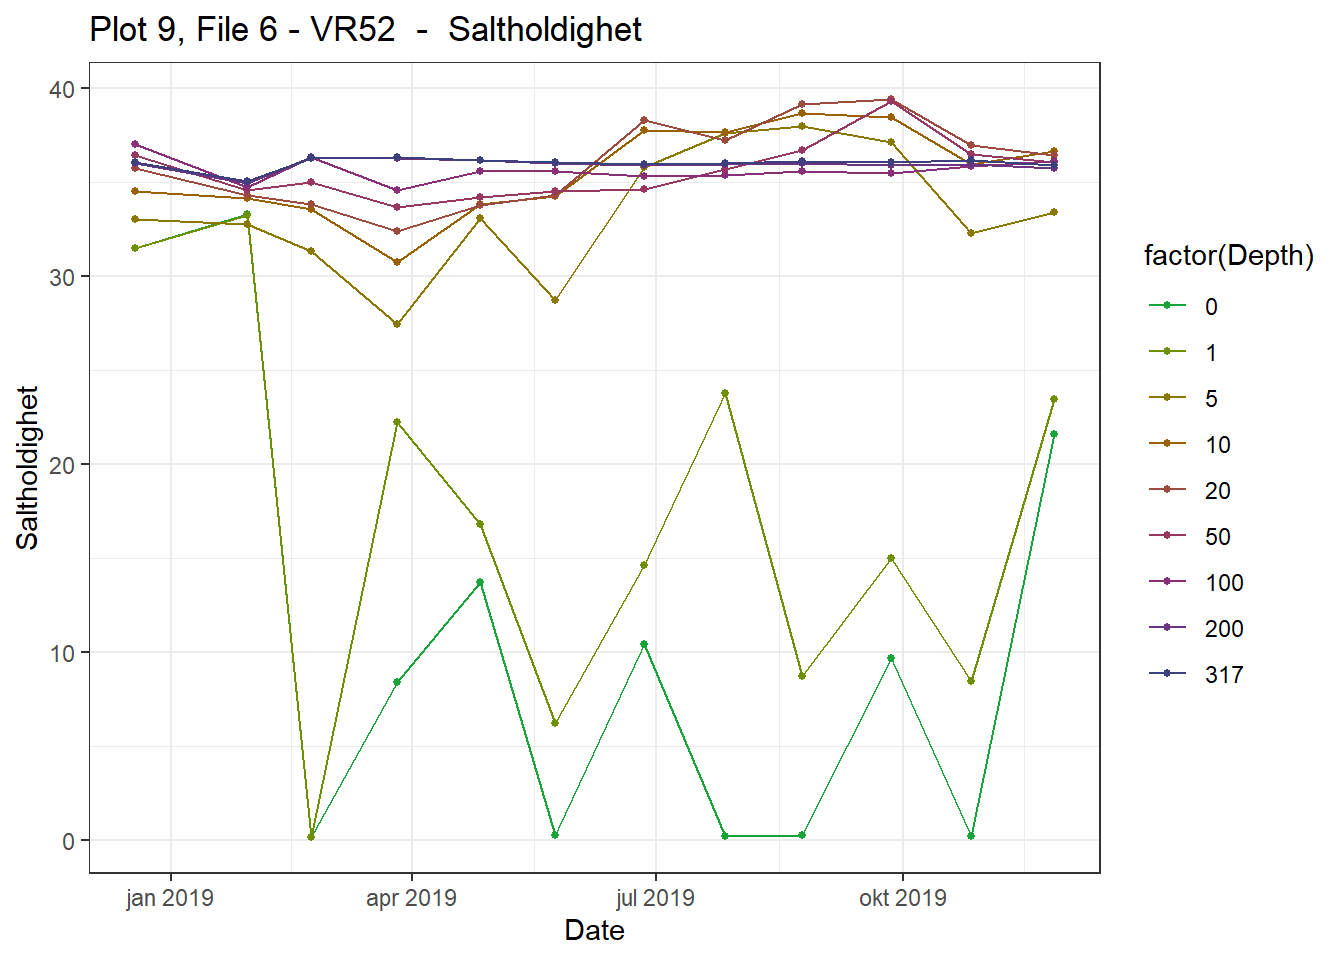 Plot 9, File 6 - VR52  -  Saltholdighet
40
30
20
10
0
Saltholdighet
jan 2019
apr 2019
jul 2019
okt 2019
Date
factor(Depth)
0
1
5
10
20
50
100
200
317